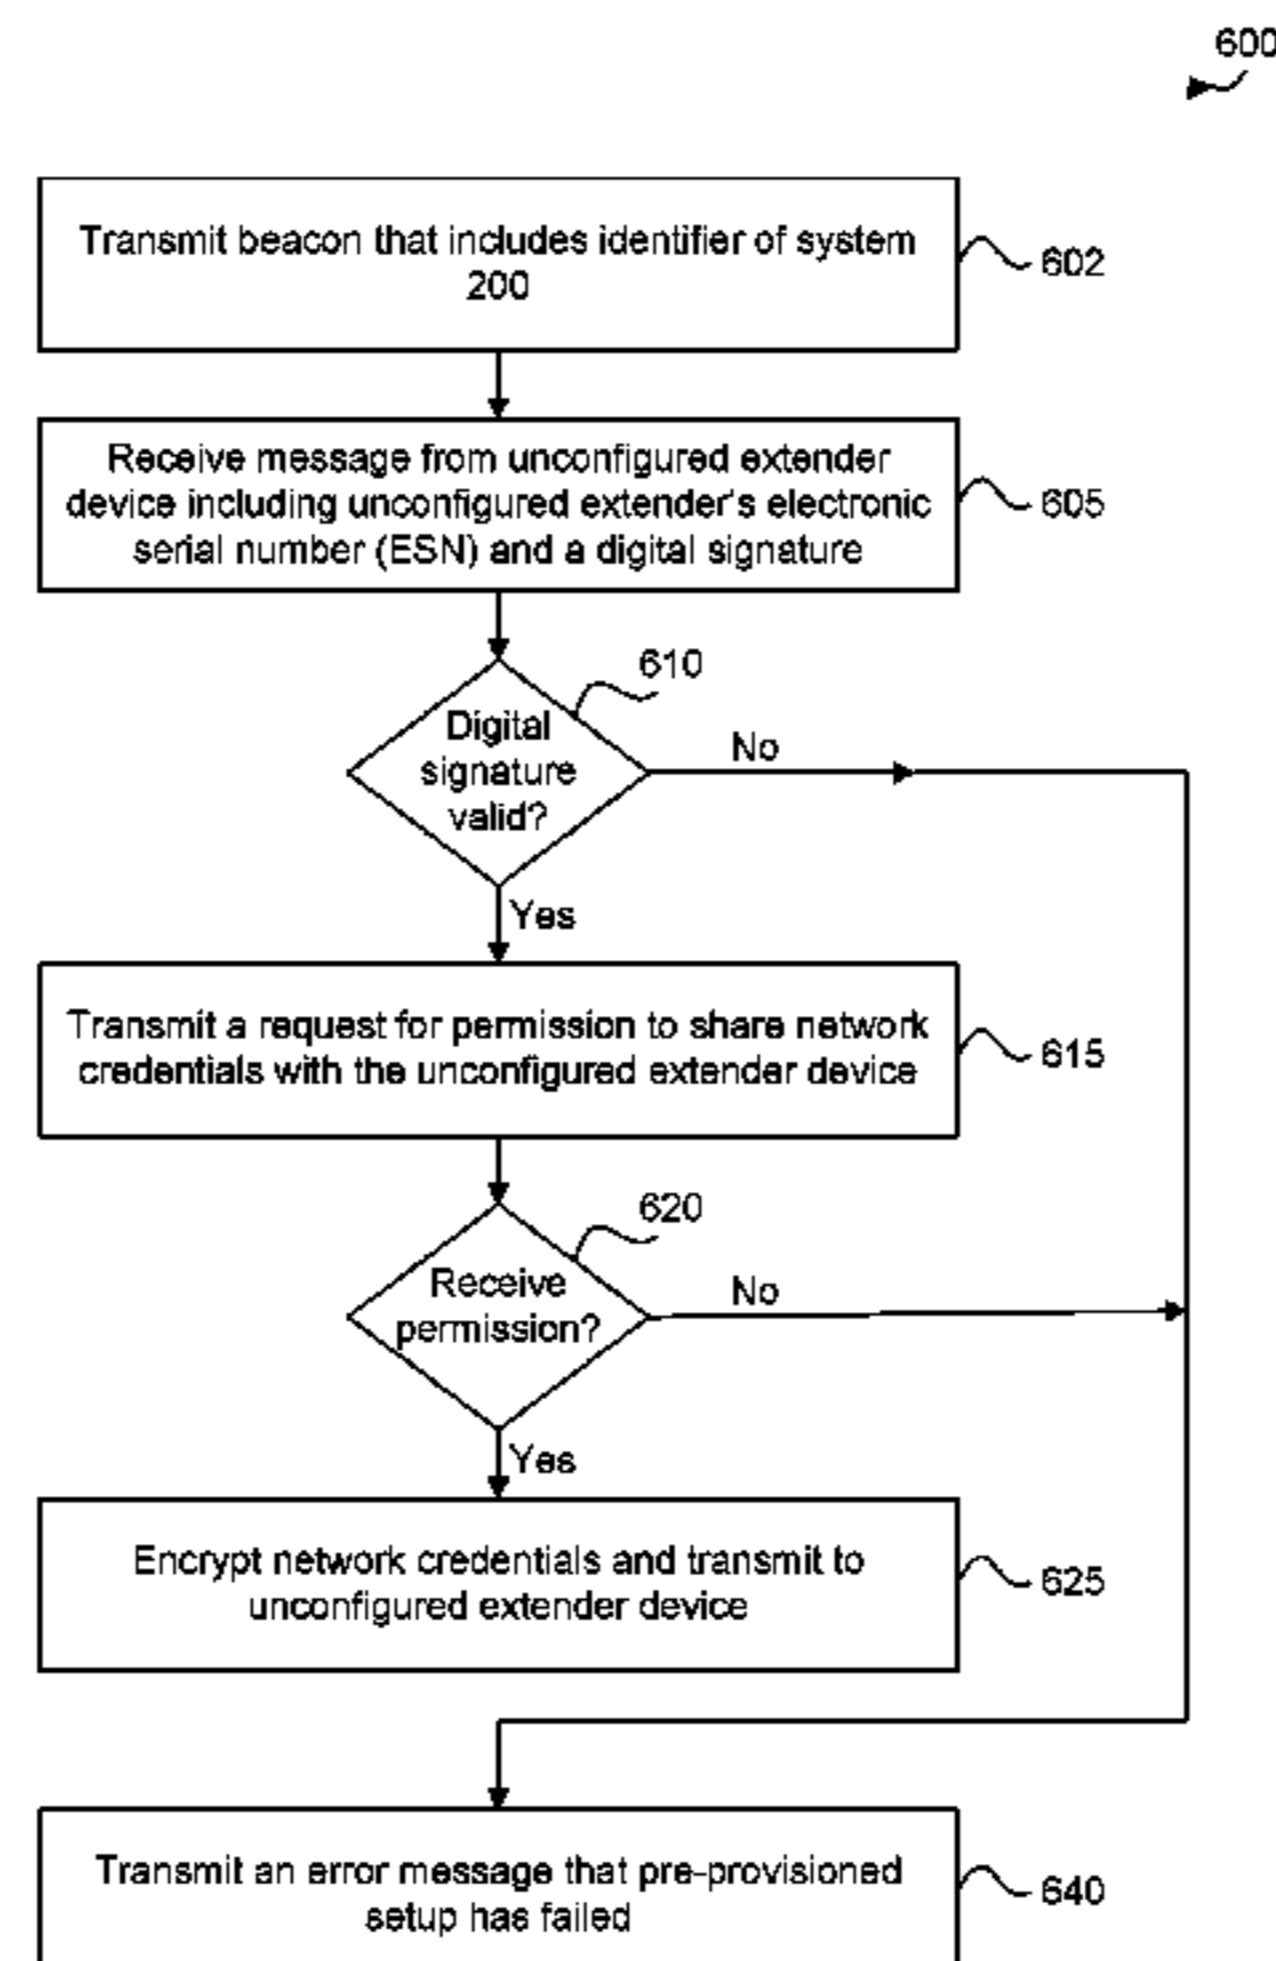 600
Transmit beacon that includes identifier of system
200
602
Receive message from unconfigured extender
device including unconfigured extender's electronic
serial number (ESN) and a digital signature
605
610
Digital
signature
valid?
No
Yes
Transmit a request for permission to share network
credentials with the unconfigured extender device
615
620
Receive
permission?
No
Yes
Encrypt network credentials and transmit to
unconfigured extender device
625
Transmit an error message that pre-provisioned
setup has failed
640